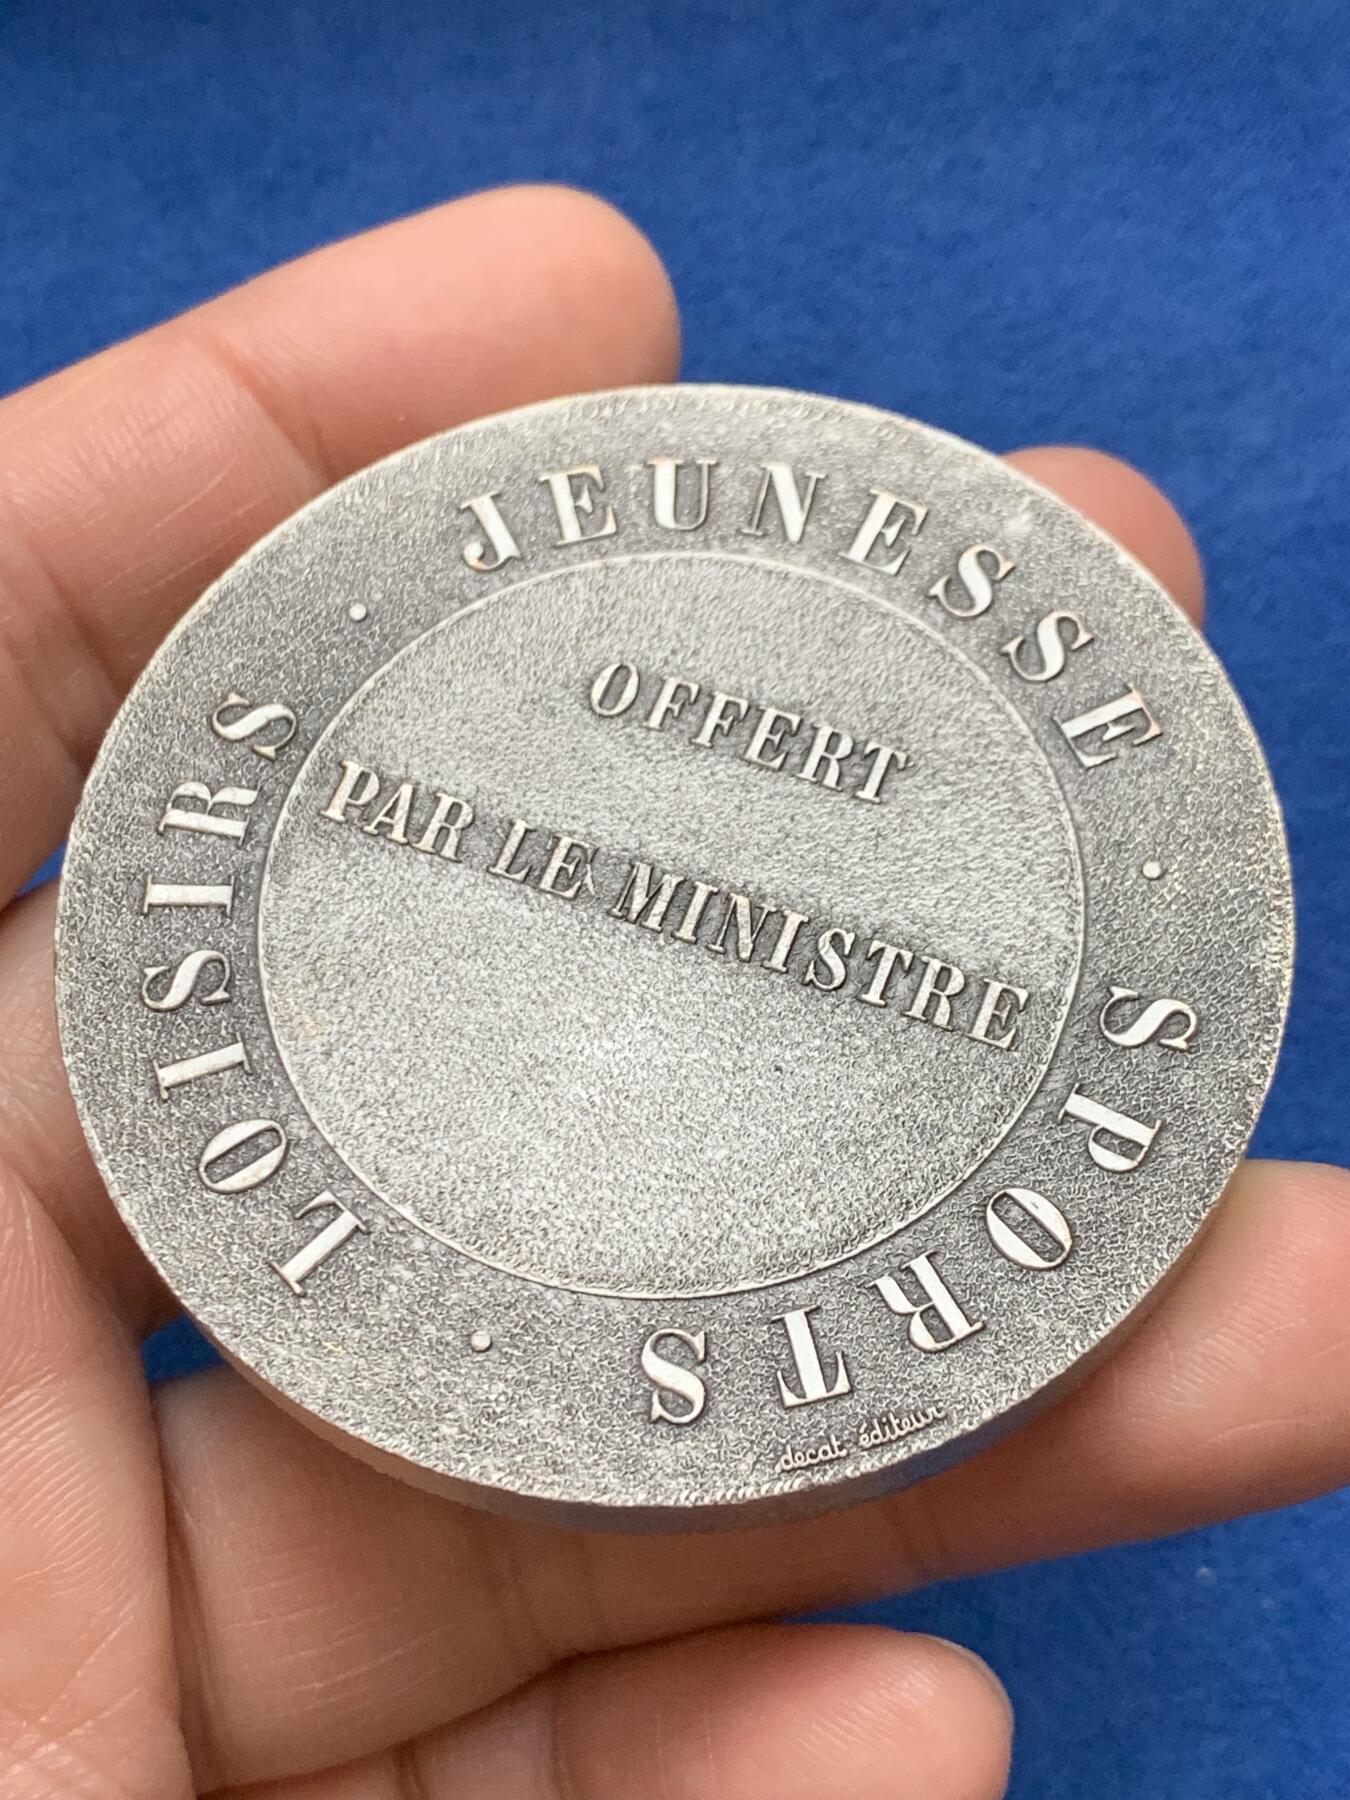 JEUNESSE · SPORTS · LOISIRS ·
OFFERT
PAR LE MINISTRE
decat éditeur